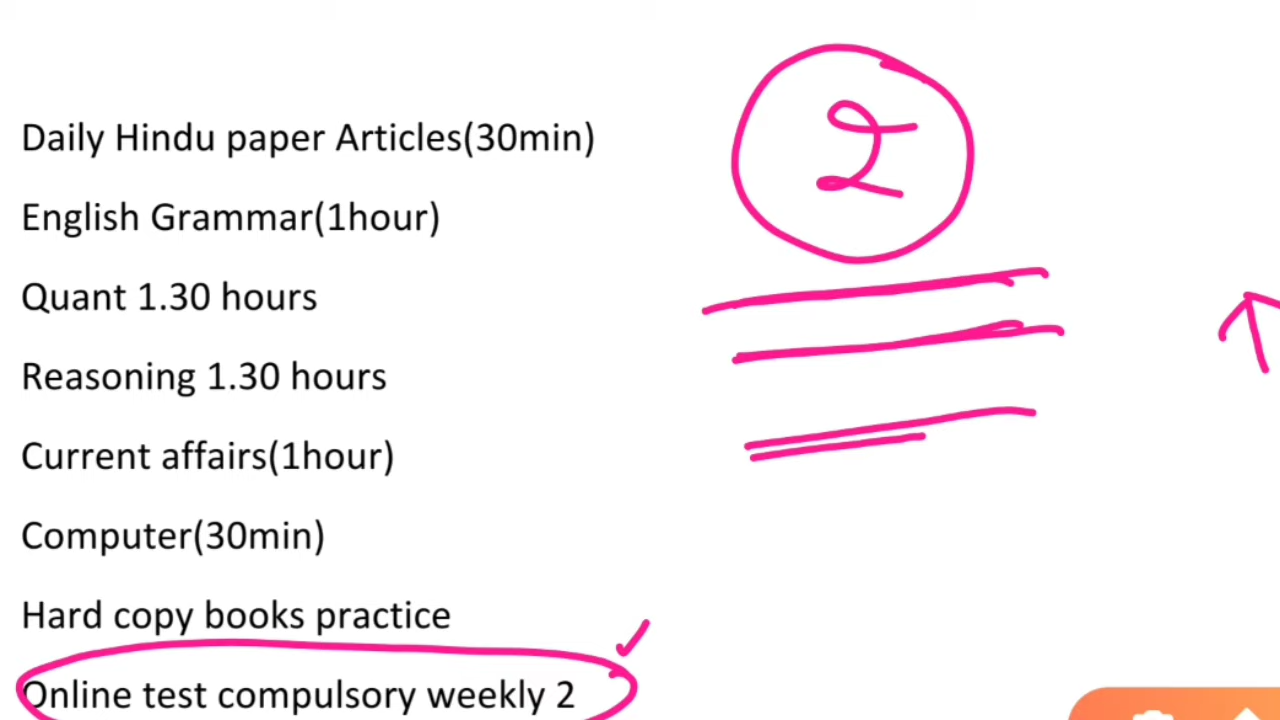 Daily Hindu paper Articles(30min)
2
English Grammar(1hour)
Quant 1.30 hours
Reasoning 1.30 hours
Current affairs(1hour)
Computer(30min)
Hard copy books practice
Online test compulsory weekly 2